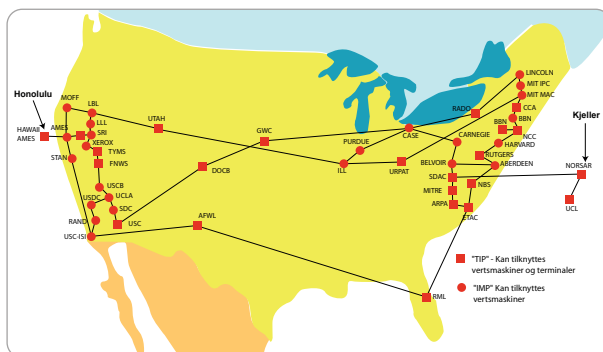 Honolulu
MOFF
LBL
LLL
HAWAII
AMES
AMES
SRI
XEROX
TYMS
STAN
FNWS
UTAH
GWC
DOCB
USCB
USDC
UCLA
SDC
RAND
USC
USC-ISI
AFWL
PURDUE
CASE
ILL
URPAT
RADO
LINCOLN
MIT IPC
MIT MAC
CCA
BBN
BBN
NCC
HARVARD
CARNEGIE
RUTGERS
BELVOIR
ABERDEEN
SDAC
NBS
MITRE
ARPA
ETAC
RML
Kjeller
NORSAR
UCL
"TIP" - Kan tilknyttes
vertsmaskiner og terminaler
"IMP" Kan tilknyttes
vertsmaskiner